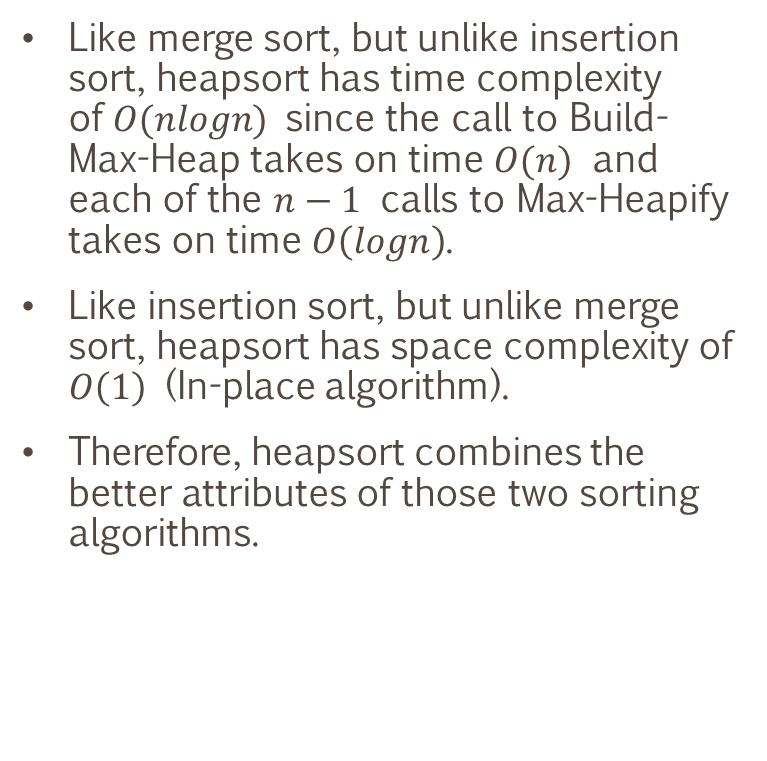 • Like merge sort, but unlike insertion
sort, heapsort has time complexity
of O(nlogn) since the call to Build-
Max-Heap takes on time O(n) and
each of the n − 1 calls to Max-Heapify
takes on time O(logn).
• Like insertion sort, but unlike merge
sort, heapsort has space complexity of
O(1) (In-place algorithm).
• Therefore, heapsort combines the
better attributes of those two sorting
algorithms.